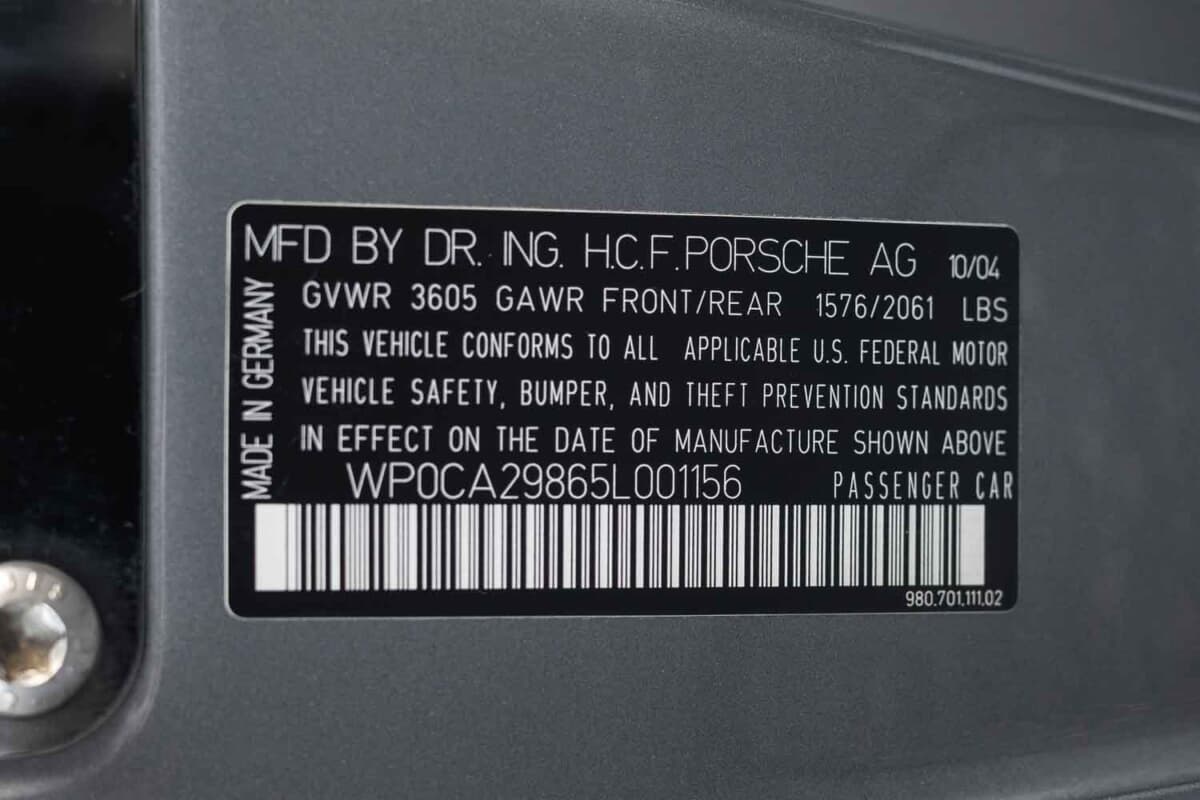 MFD BY DR. ING. H.C.F.PORSCHE AG 10/04
GVWR 3605 GAWR FRONT/REAR 1576/2061 LBS
THIS VEHICLE CONFORMS TO ALL APPLICABLE U.S. FEDERAL MOTOR
VEHICLE SAFETY, BUMPER, AND THEFT PREVENTION STANDARDS
IN EFFECT ON THE DATE OF MANUFACTURE SHOWN ABOVE
WP0CA29865L001156 PASSENGER CAR
MADE IN GERMANY
980.701.111.02